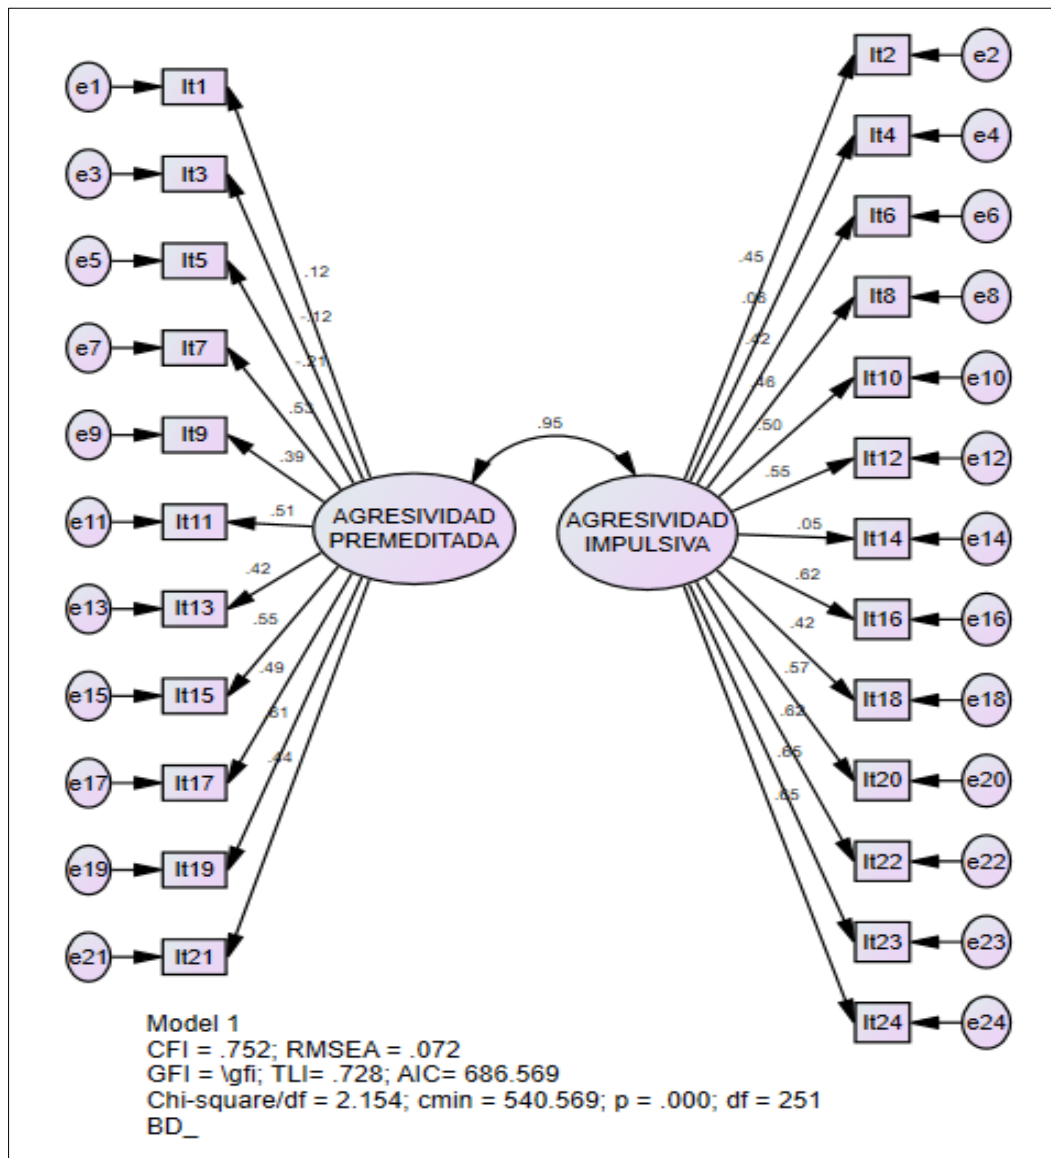 e1 It1
e3 It3
e5 It5
e7 It7
e9 It9
e11 It11
e13 It13
e15 It15
e17 It17
e19 It19
e21 It21
.12
-.12
-.21
.53
.39
.51
.42
.55
.49
.61
.44
AGRESIVIDAD
PREMEDITADA
.95
AGRESIVIDAD
IMPULSIVA
.45
.06
.42
.46
.50
.55
.05
.62
.42
.57
.62
.65
.65
It2 e2
It4 e4
It6 e6
It8 e8
It10 e10
It12 e12
It14 e14
It16 e16
It18 e18
It20 e20
It22 e22
It23 e23
It24 e24
Model 1
CFI = .752; RMSEA = .072
GFI = \gfi; TLI= .728; AIC= 686.569
Chi-square/df = 2.154; cmin = 540.569; p = .000; df = 251
BD_